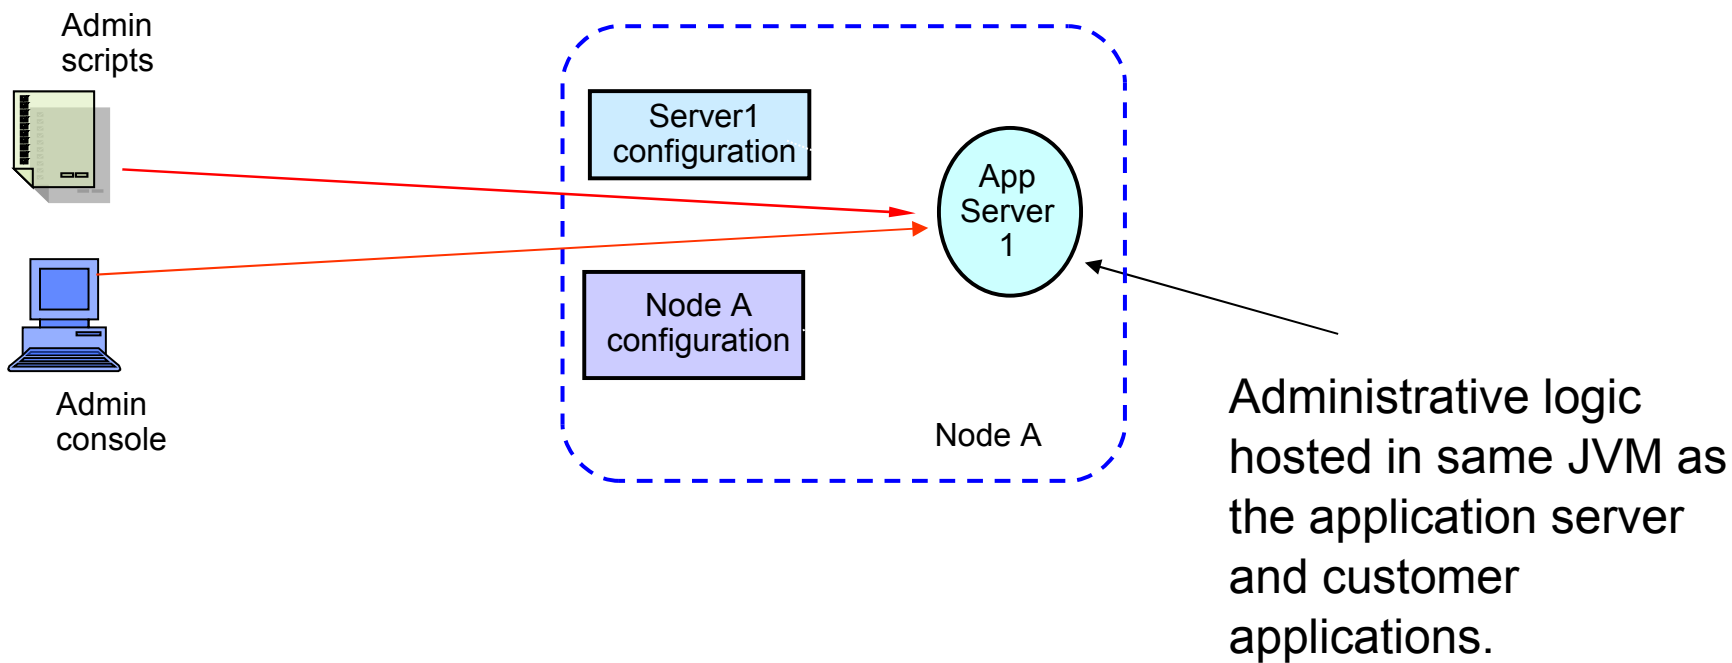 Admin
scripts
Server1
configuration
App
Server
1
Node A
configuration
Admin
console
Node A
Administrative logic
hosted in same JVM as
the application server
and customer
applications.